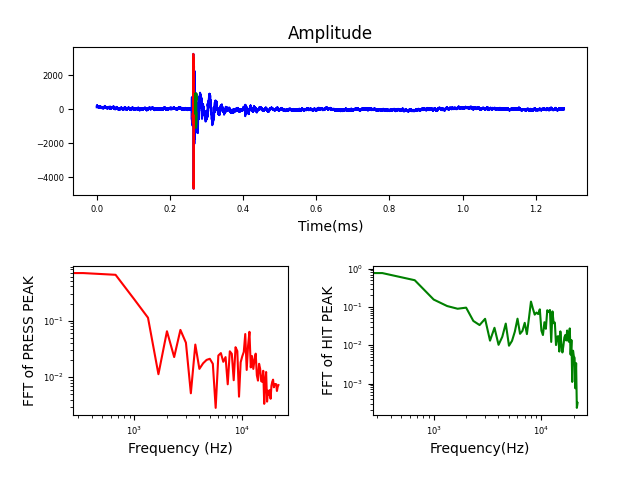 Amplitude
2000
0
−2000
−4000
0.0 0.2 0.4 0.6 0.8 1.0 1.2
Time(ms)
FFT of PRESS PEAK
10⁻¹
10⁻²
10³ 10⁴
Frequency (Hz)
FFT of HIT PEAK
10⁰
10⁻¹
10⁻²
10⁻³
10³ 10⁴
Frequency(Hz)